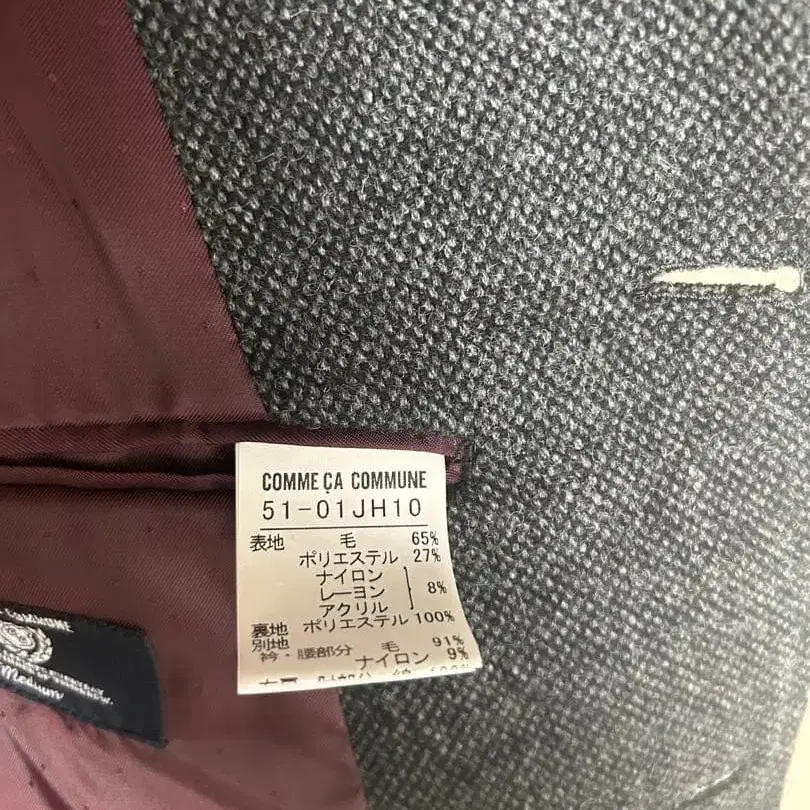 COMME ÇA COMMUNE
51-01JH10
表地 毛 65%
ポリエステル 27%
ナイロン
レーヨン 8%
アクリル
裏地 ポリエステル 100%
別地
衿・腰部分 毛 91%
ナイロン 9%
Medium